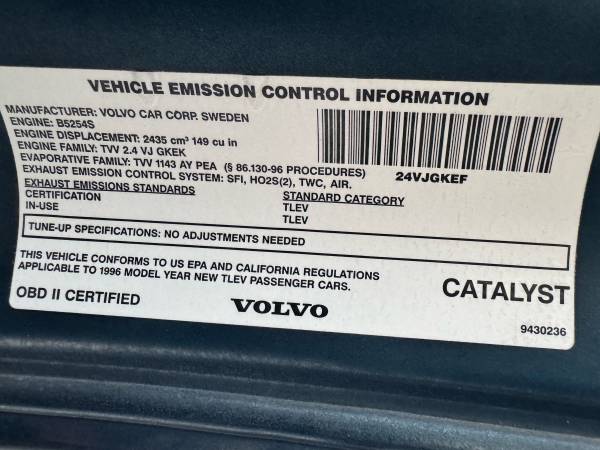 VEHICLE EMISSION CONTROL INFORMATION
MANUFACTURER: VOLVO CAR CORP. SWEDEN
ENGINE: B5254S
ENGINE DISPLACEMENT: 2435 cm³ 149 cu in
ENGINE FAMILY: TVV 2.4 VJ GKEK
EVAPORATIVE FAMILY: TVV 1143 AY PEA (§ 86.130-96 PROCEDURES)
EXHAUST EMISSION CONTROL SYSTEM: SFI, HO2S(2), TWC, AIR.
24VJGKEF
EXHAUST EMISSIONS STANDARDS STANDARD CATEGORY
CERTIFICATION TLEV
IN-USE TLEV
TUNE-UP SPECIFICATIONS: NO ADJUSTMENTS NEEDED
THIS VEHICLE CONFORMS TO US EPA AND CALIFORNIA REGULATIONS
APPLICABLE TO 1996 MODEL YEAR NEW TLEV PASSENGER CARS.
CATALYST
OBD II CERTIFIED
VOLVO
9430236